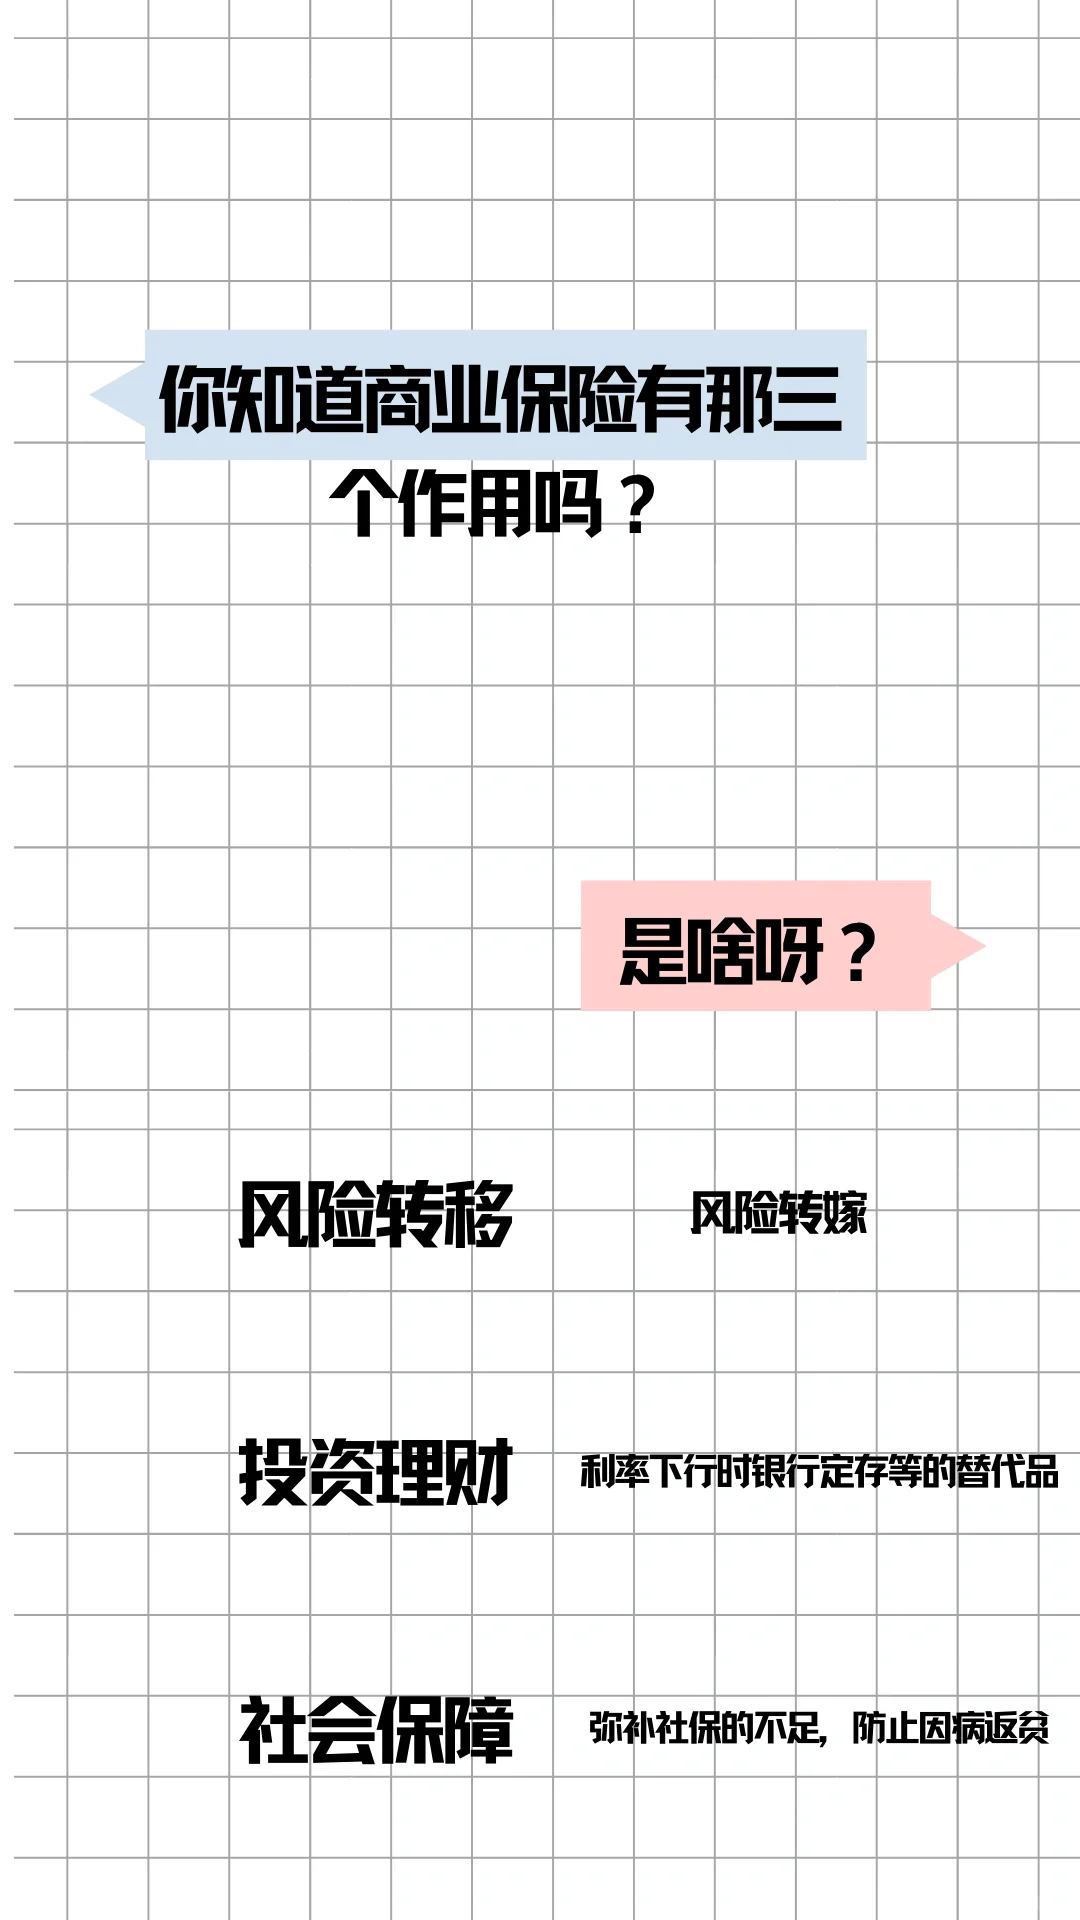 你知道商业保险有那三
个作用吗？
是啥呀？
风险转移
风险转嫁
投资理财
利率下行时银行定存等的替代品
社会保障
弥补社保的不足，防止因病返贫